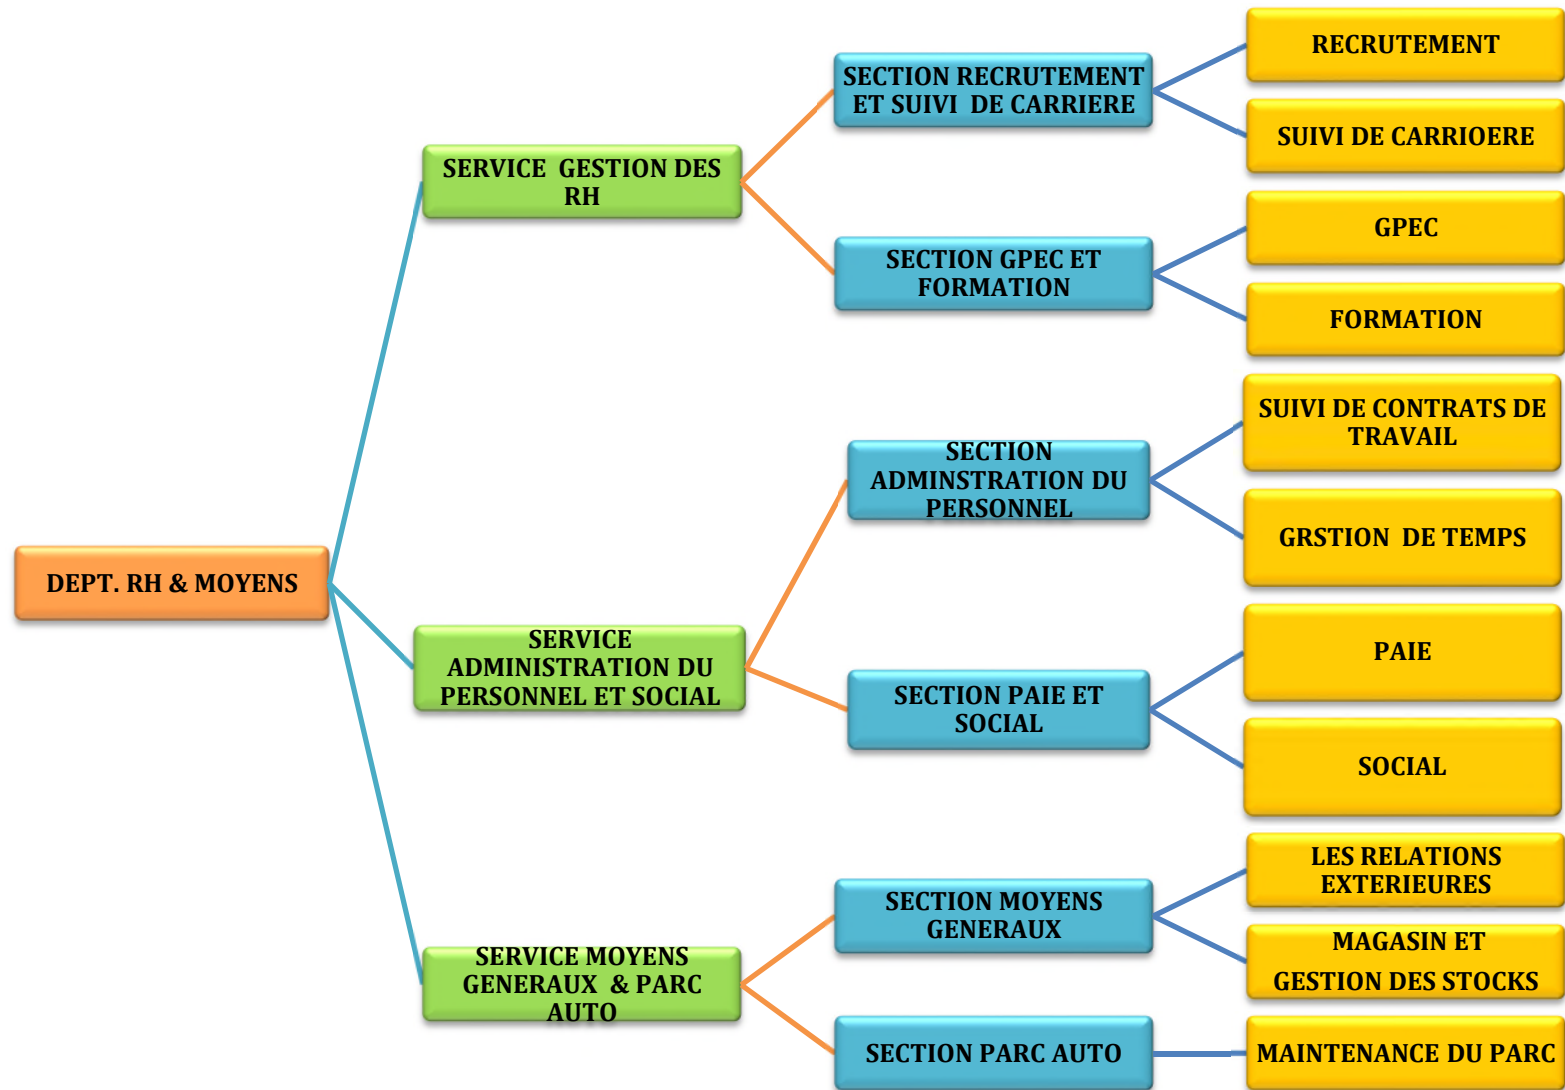 DEPT. RH & MOYENS
SERVICE GESTION DES
RH
SECTION RECRUTEMENT
ET SUIVI DE CARRIERE
RECRUTEMENT
SUIVI DE CARRIOERE
SECTION GPEC ET
FORMATION
GPEC
FORMATION
SERVICE
ADMINISTRATION DU
PERSONNEL ET SOCIAL
SECTION
ADMINSTRATION DU
PERSONNEL
SUIVI DE CONTRATS DE
TRAVAIL
GRSTION DE TEMPS
SECTION PAIE ET
SOCIAL
PAIE
SOCIAL
SERVICE MOYENS
GENERAUX & PARC
AUTO
SECTION MOYENS
GENERAUX
LES RELATIONS
EXTERIEURES
MAGASIN ET
GESTION DES STOCKS
SECTION PARC AUTO
MAINTENANCE DU PARC